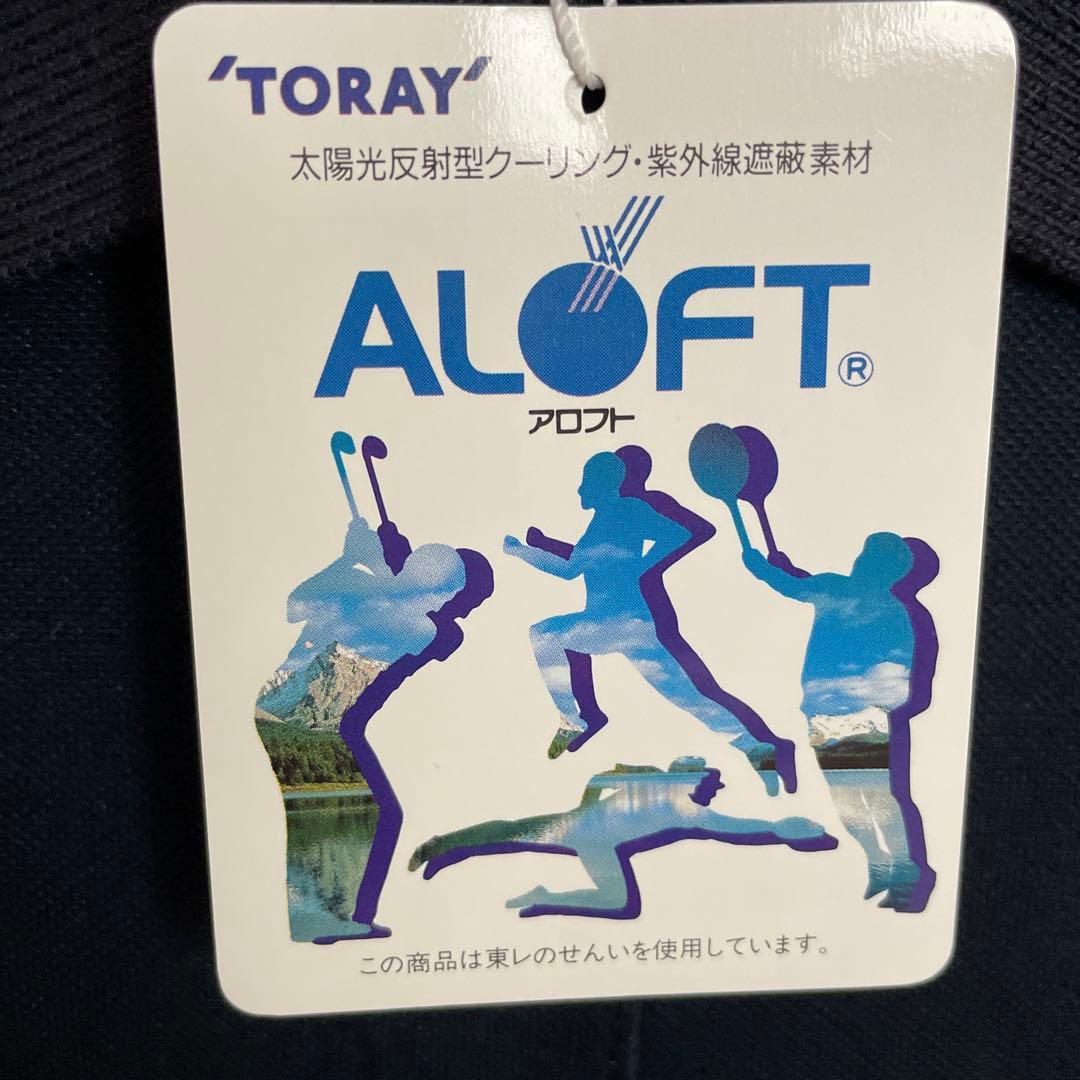 'TORAY'
太陽光反射型クーリング・紫外線遮蔽素材
ALOFT®
アロフト
この商品は東レのせんいを使用しています。